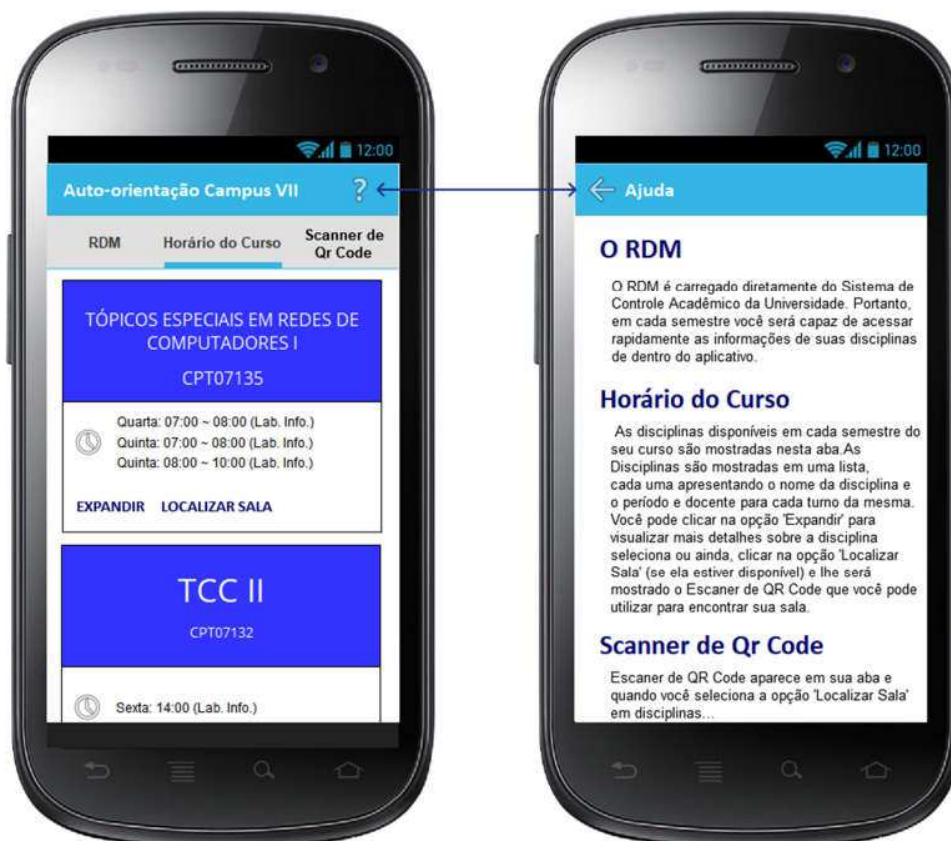 12:00
Auto-orientação Campus VII ?
RDM Horário do Curso Scanner de
Qr Code
TÓPICOS ESPECIAIS EM REDES DE
COMPUTADORES I
CPT07135
Quarta: 07:00 ~ 08:00 (Lab. Info.)
Quinta: 07:00 ~ 08:00 (Lab. Info.)
Quinta: 08:00 ~ 10:00 (Lab. Info.)
EXPANDIR LOCALIZAR SALA
TCC II
CPT07132
Sexta: 14:00 (Lab. Info.)
12:00
Ajuda
O RDM
O RDM é carregado diretamente do Sistema de
Controle Acadêmico da Universidade. Portanto,
em cada semestre você será capaz de acessar
rapidamente as informações de suas disciplinas
de dentro do aplicativo.
Horário do Curso
As disciplinas disponíveis em cada semestre do
seu curso são mostradas nesta aba.As
Disciplinas são mostradas em uma lista,
cada uma apresentando o nome da disciplina e
o período e docente para cada turno da mesma.
Você pode clicar na opção 'Expandir' para
visualizar mais detalhes sobre a disciplina
seleciona ou ainda, clicar na opção 'Localizar
Sala' (se ela estiver disponível) e lhe será
mostrado o Escaner de QR Code que você pode
utilizar para encontrar sua sala.
Scanner de Qr Code
Escaner de QR Code aparece em sua aba e
quando você seleciona a opção 'Localizar Sala'
em disciplinas...